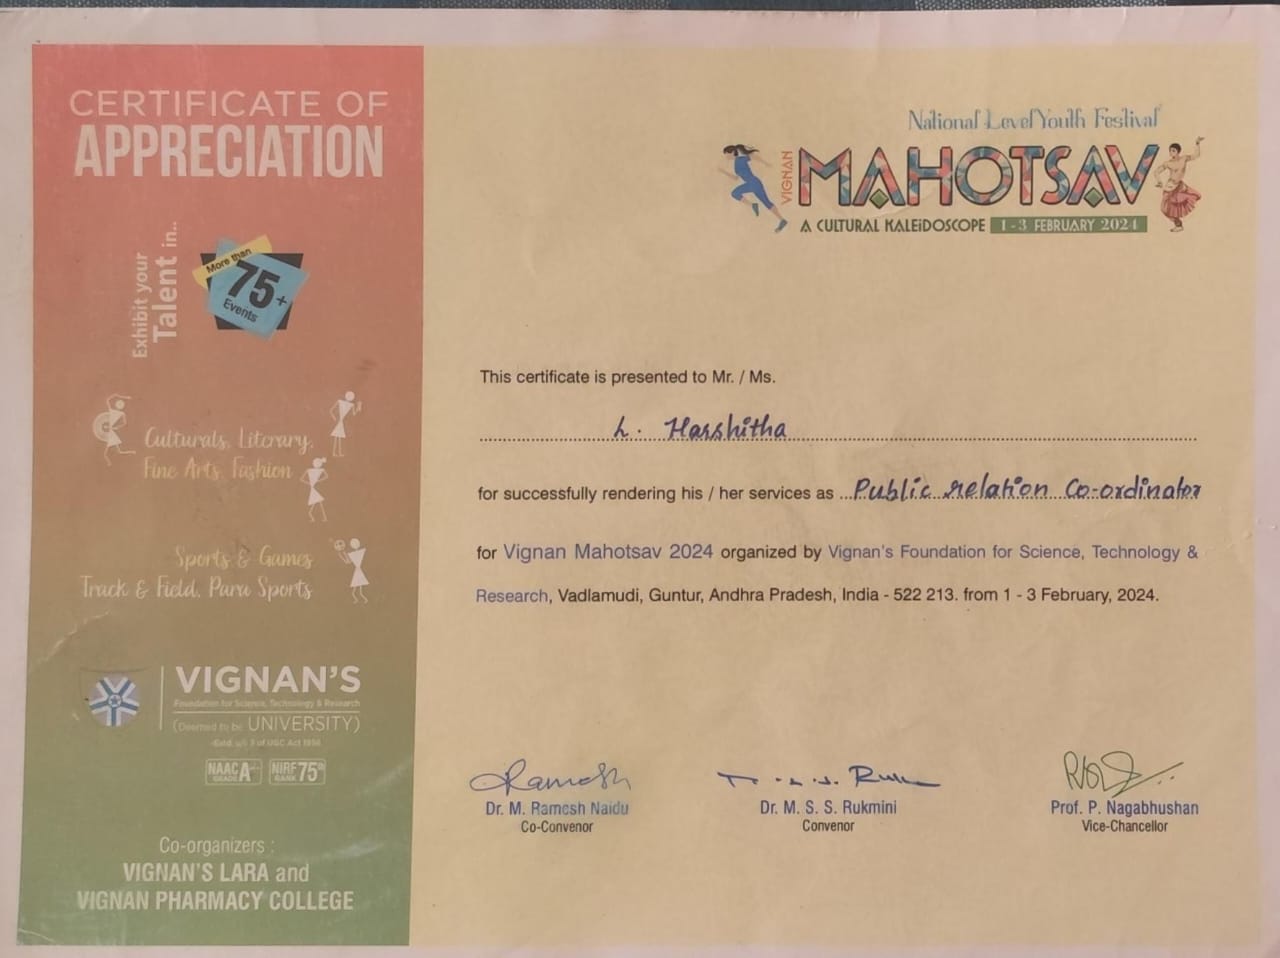 CERTIFICATE OF
APPRECIATION
Exhibit your
Talent in..
More than
75+
Events
Culturals, Literary,
Fine Arts, Fashion
Sports & Games
Track & Field, Para Sports
VIGNAN'S
Foundation for Science, Technology & Research
(Deemed to be UNIVERSITY)
-Estd. u/s 3 of UGC Act 1956
NAAC GRADE A+
NIRF RANK 75th
Co-organizers :
VIGNAN'S LARA and
VIGNAN PHARMACY COLLEGE
National Level Youth Festival
VIGNAN
MAHOTSAV
A CULTURAL KALEIDOSCOPE 1 - 3 FEBRUARY 2024
This certificate is presented to Mr. / Ms.
L. Harshitha
for successfully rendering his / her services as Public relation Co-ordinator
for Vignan Mahotsav 2024 organized by Vignan's Foundation for Science, Technology &
Research, Vadlamudi, Guntur, Andhra Pradesh, India - 522 213. from 1 - 3 February, 2024.
Ramesh
Dr. M. Ramesh Naidu
Co-Convenor
Dr. M. S. S. Rukmini
Convenor
Prof. P. Nagabhushan
Vice-Chancellor